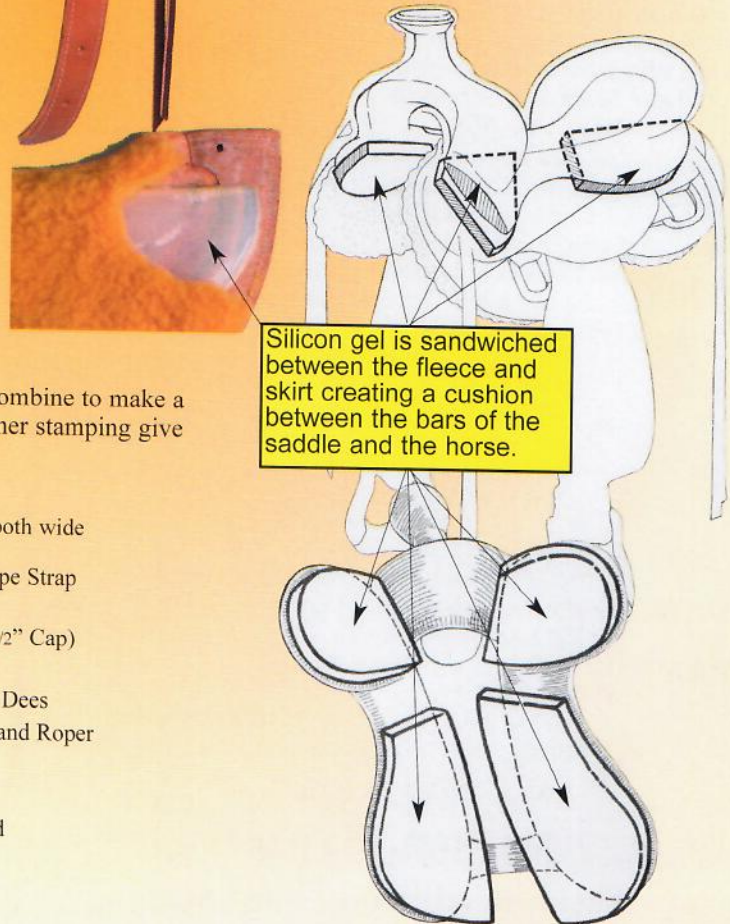 Silicon gel is sandwiched
between the fleece and
skirt creating a cushion
between the bars of the
saddle and the horse.
ombine to make a
her stamping give
both wide
pe Strap
/2” Cap)
Dees
and Roper
d